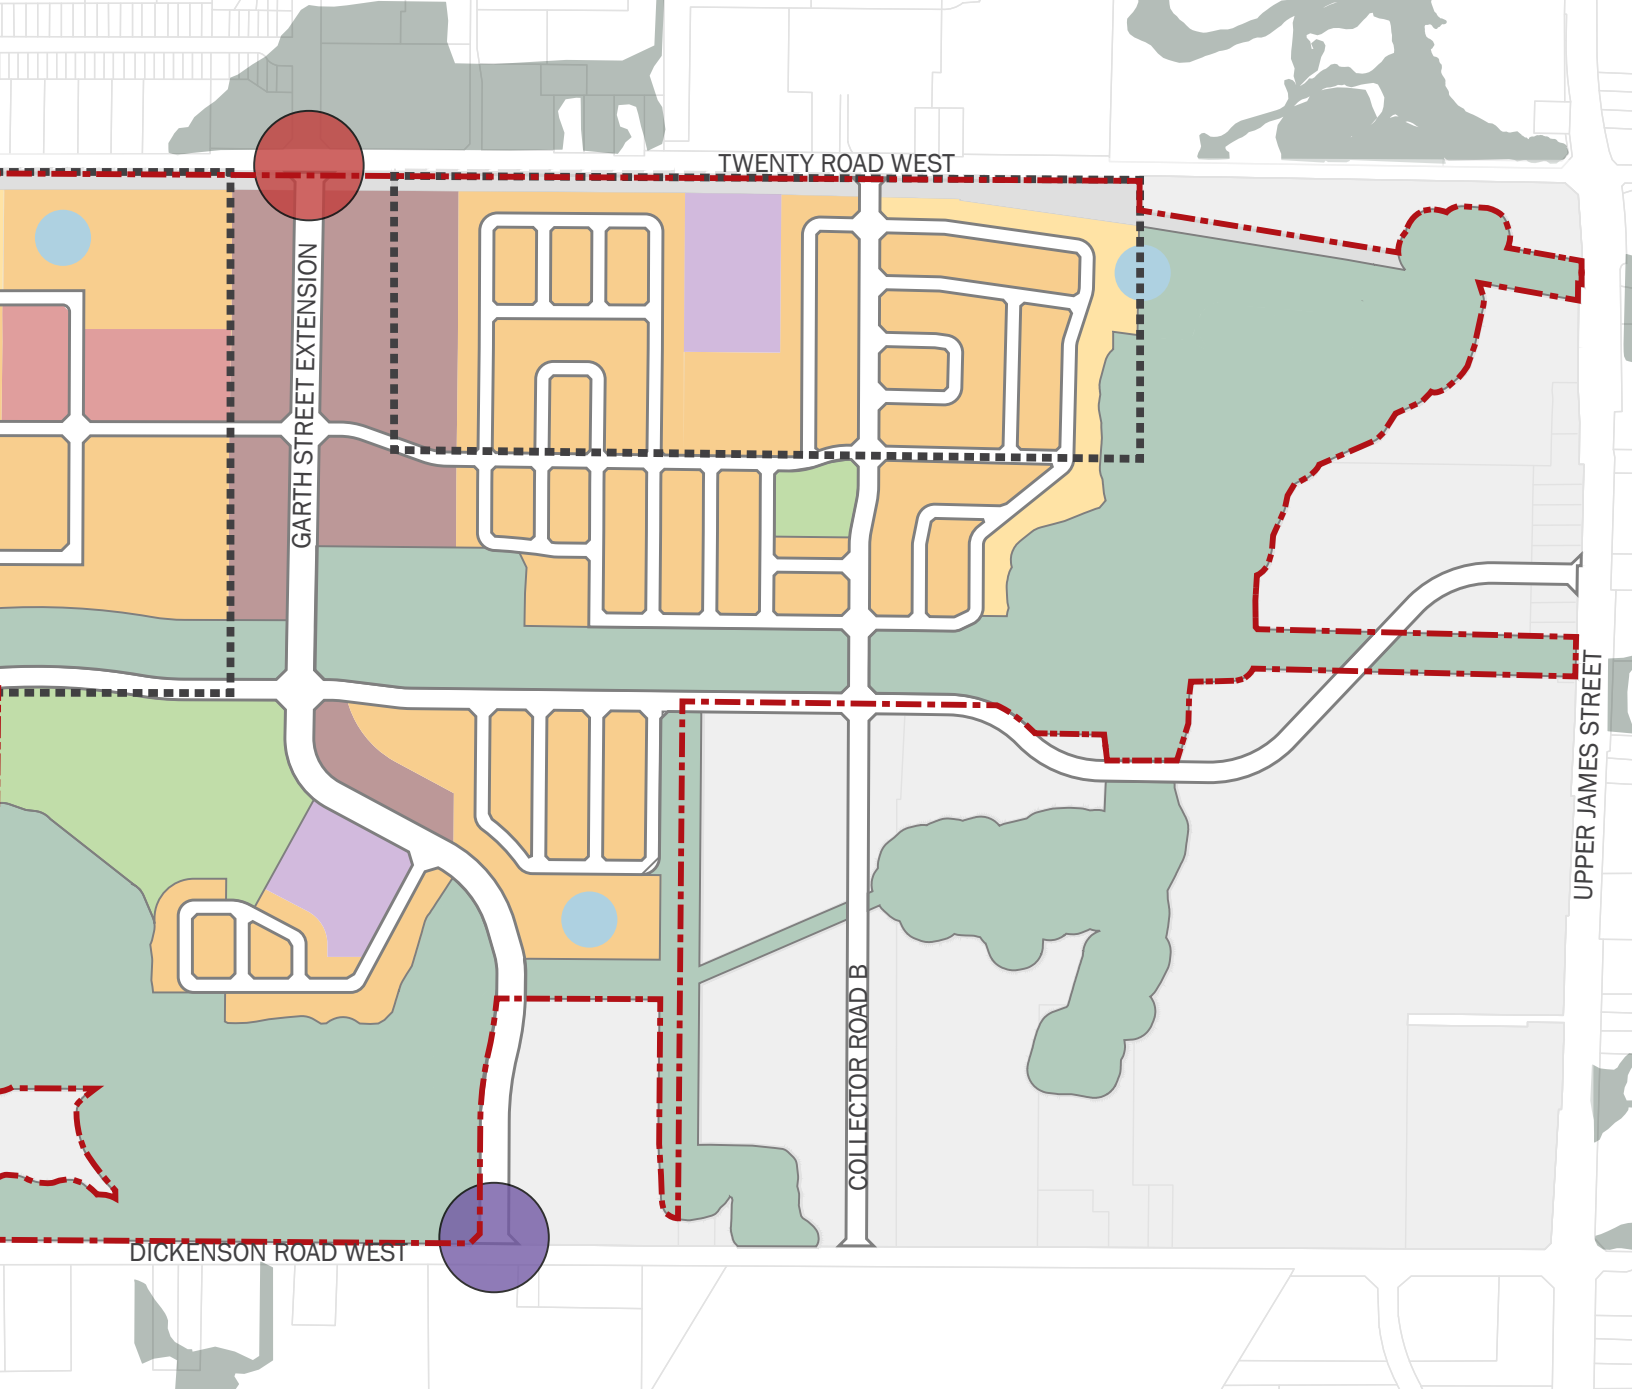 TWENTY ROAD WEST
GARTH STREET EXTENSION
UPPER JAMES STREET
COLLECTOR ROAD B
DICKENSON ROAD WEST